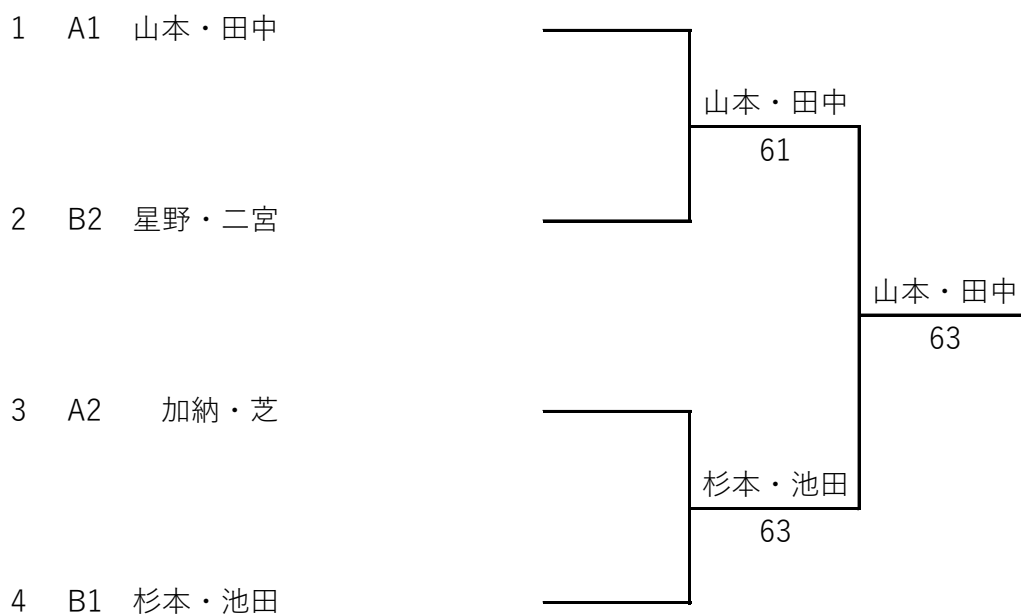 1 A1 山本・田中
山本・田中
61
2 B2 星野・二宮
山本・田中
63
3 A2 加納・芝
杉本・池田
63
4 B1 杉本・池田